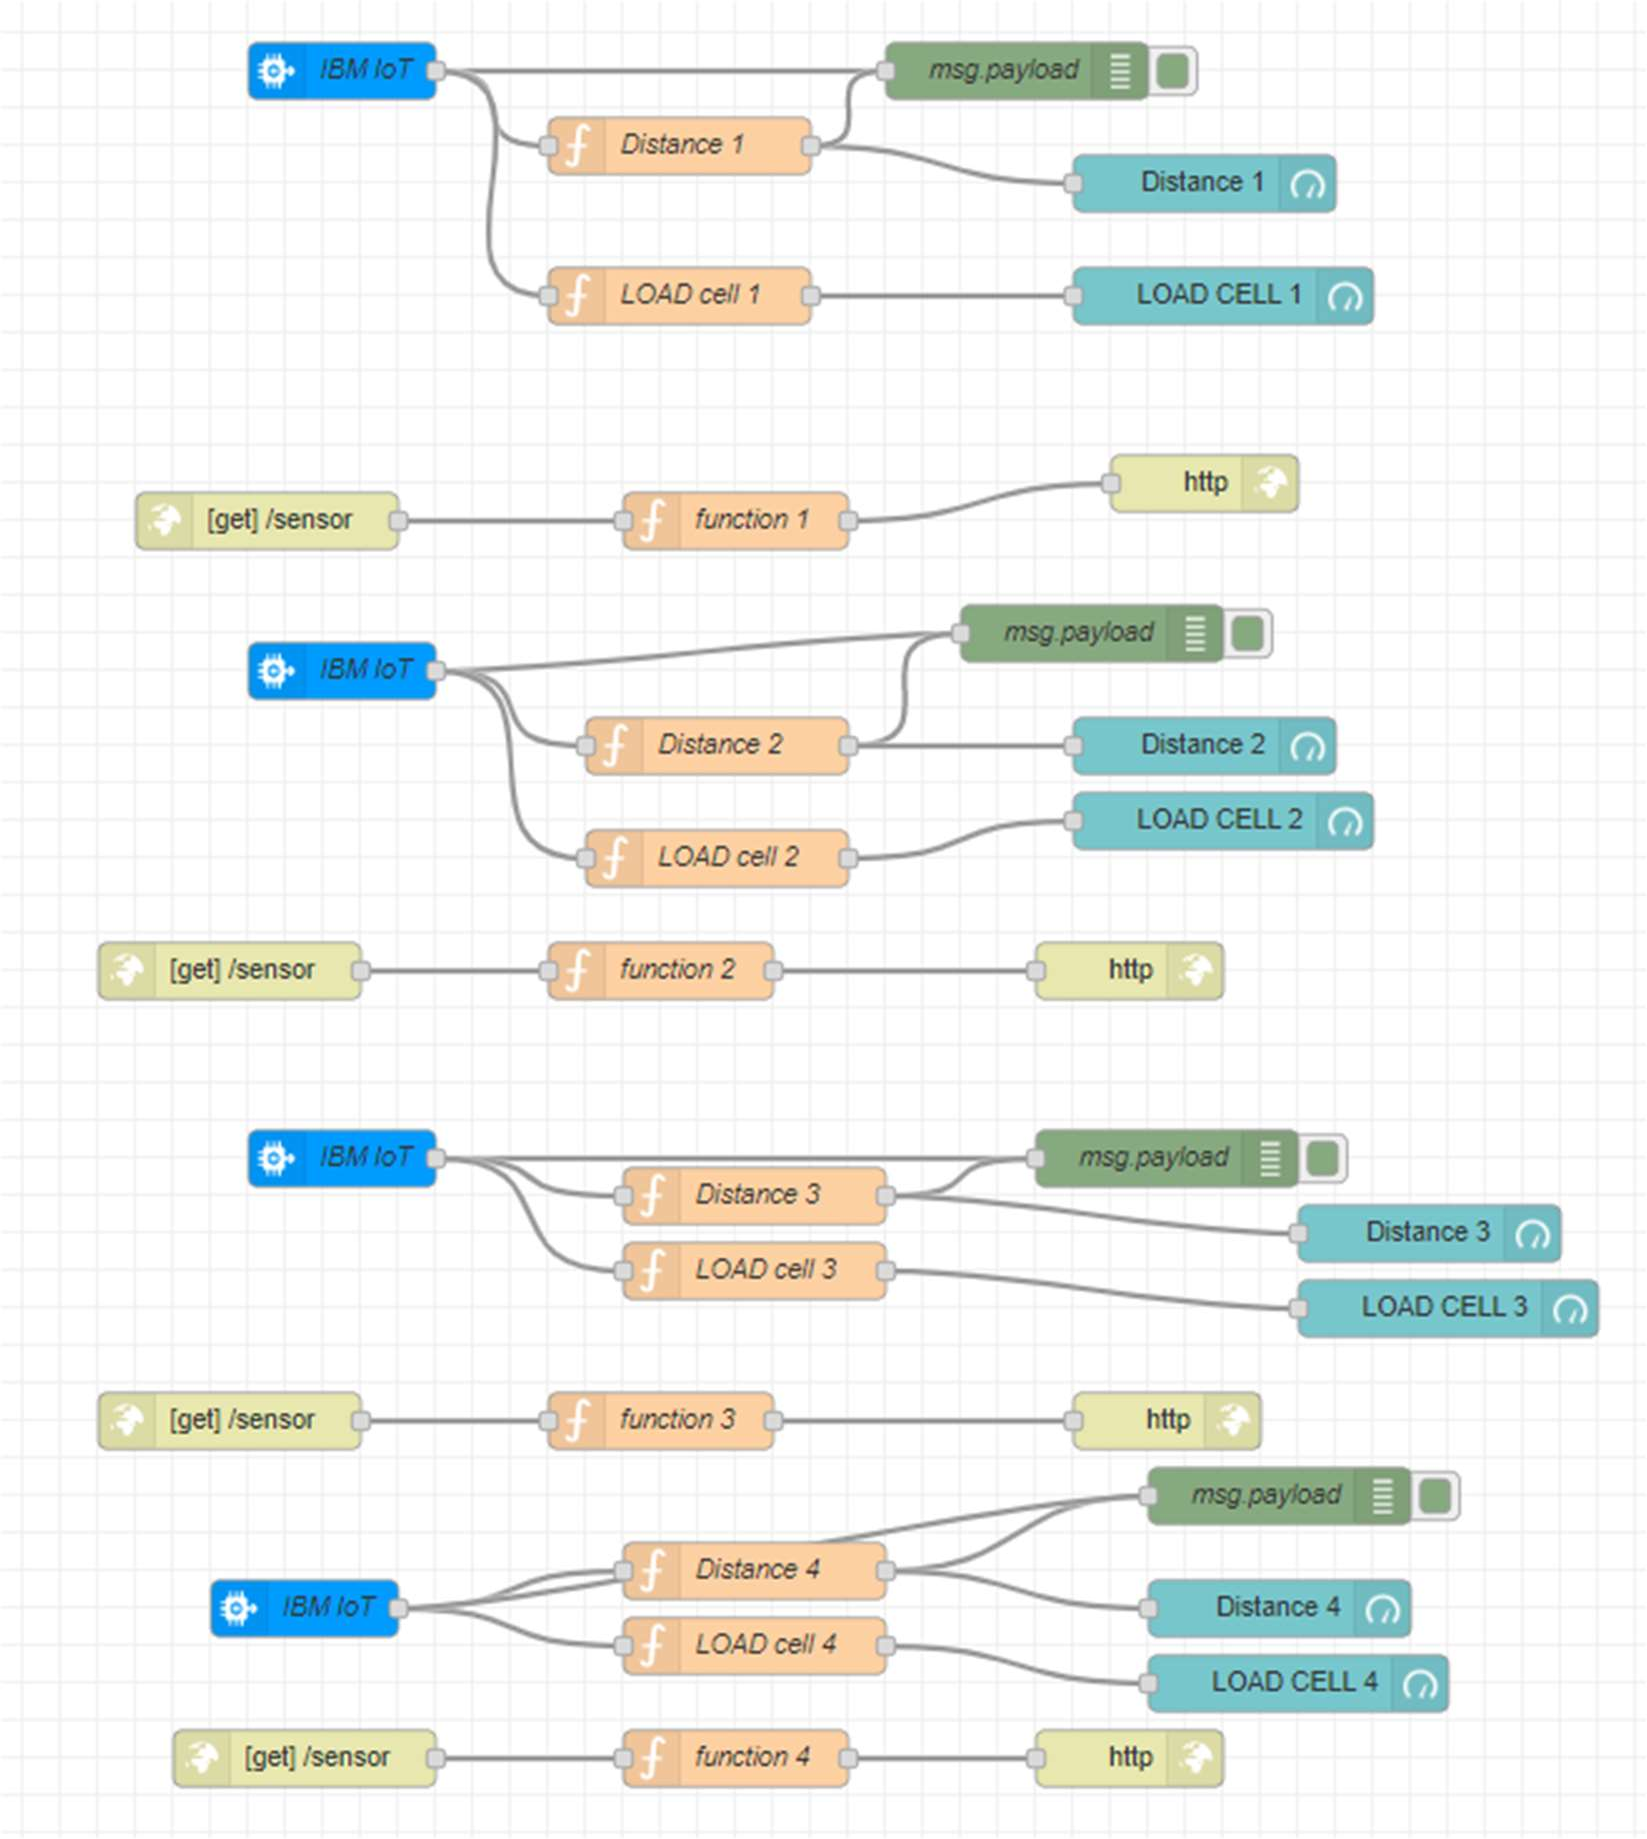 IBM IoT
msg.payload
Distance 1
Distance 1
LOAD cell 1
LOAD CELL 1
http
[get] /sensor
function 1
msg.payload
IBM IoT
Distance 2
Distance 2
LOAD CELL 2
LOAD cell 2
[get] /sensor
function 2
http
IBM IoT
msg.payload
Distance 3
Distance 3
LOAD cell 3
LOAD CELL 3
[get] /sensor
function 3
http
msg.payload
Distance 4
IBM IoT
Distance 4
LOAD cell 4
LOAD CELL 4
[get] /sensor
function 4
http